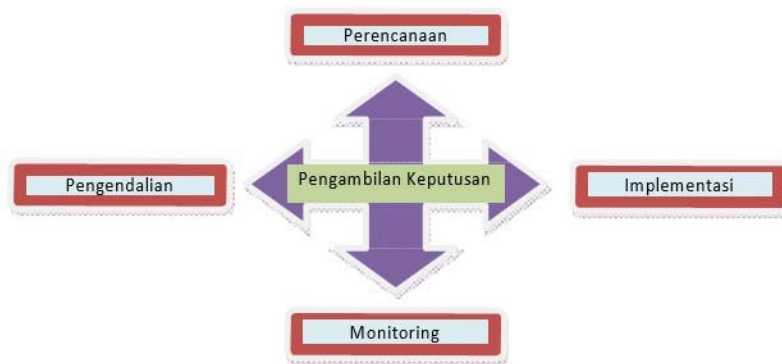 Perencanaan
Pengendalian
Pengambilan Keputusan
Implementasi
Monitoring